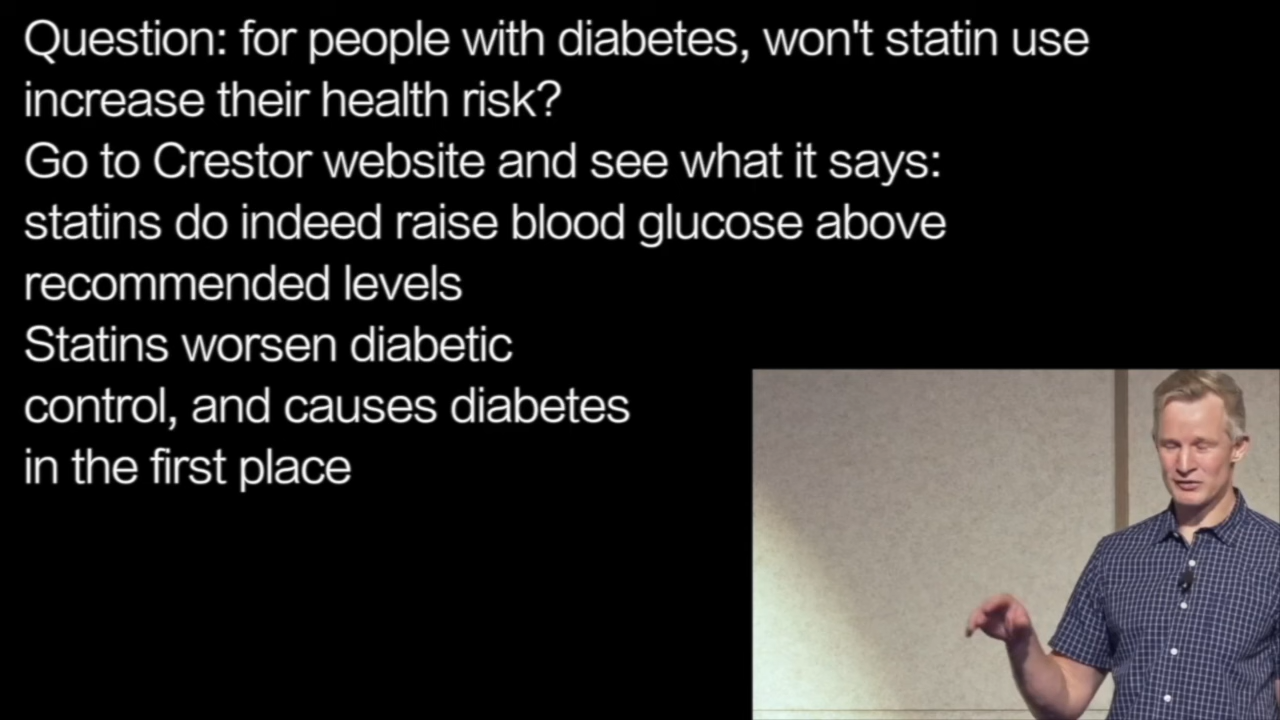 Question: for people with diabetes, won't statin use
increase their health risk?
Go to Crestor website and see what it says:
statins do indeed raise blood glucose above
recommended levels
Statins worsen diabetic
control, and causes diabetes
in the first place